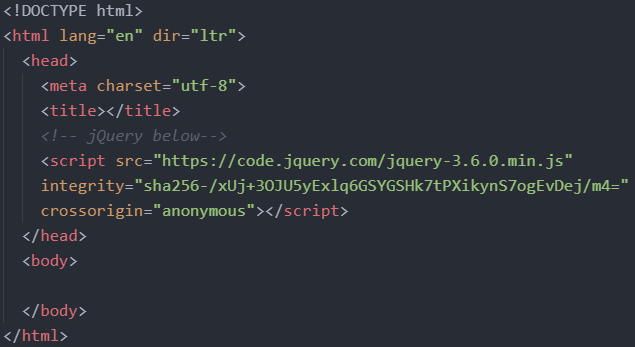 <!DOCTYPE html>
<html lang="en" dir="ltr">
<head>
<meta charset="utf-8">
<title></title>
<!-- jQuery below-->
<script src="https://code.jquery.com/jquery-3.6.0.min.js"
integrity="sha256-/xUj+3OJU5yExlq6GSYGSHk7tPXikynS7ogEvDej/m4="
crossorigin="anonymous"></script>
</head>
<body>
</body>
</html>